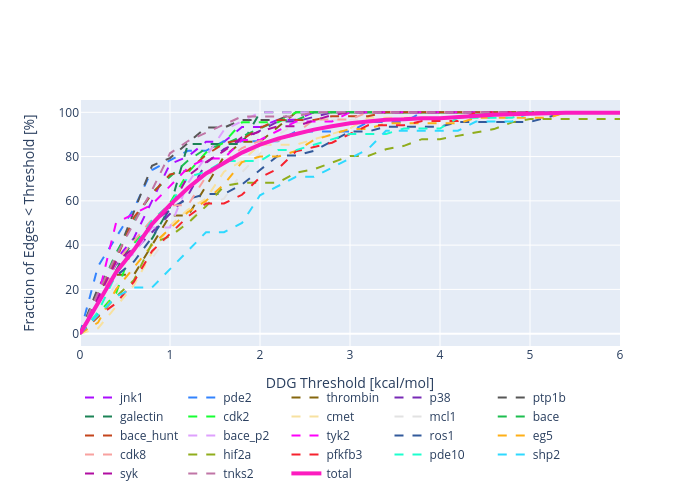 Fraction of Edges < Threshold [%]
100
80
60
40
20
0
0 1 2 3 4 5 6
DDG Threshold [kcal/mol]
jnk1 pde2 thrombin p38 ptp1b
galectin cdk2 cmet mcl1 bace
bace_hunt bace_p2 tyk2 ros1 eg5
cdk8 hif2a pfkfb3 pde10 shp2
syk tnks2 total